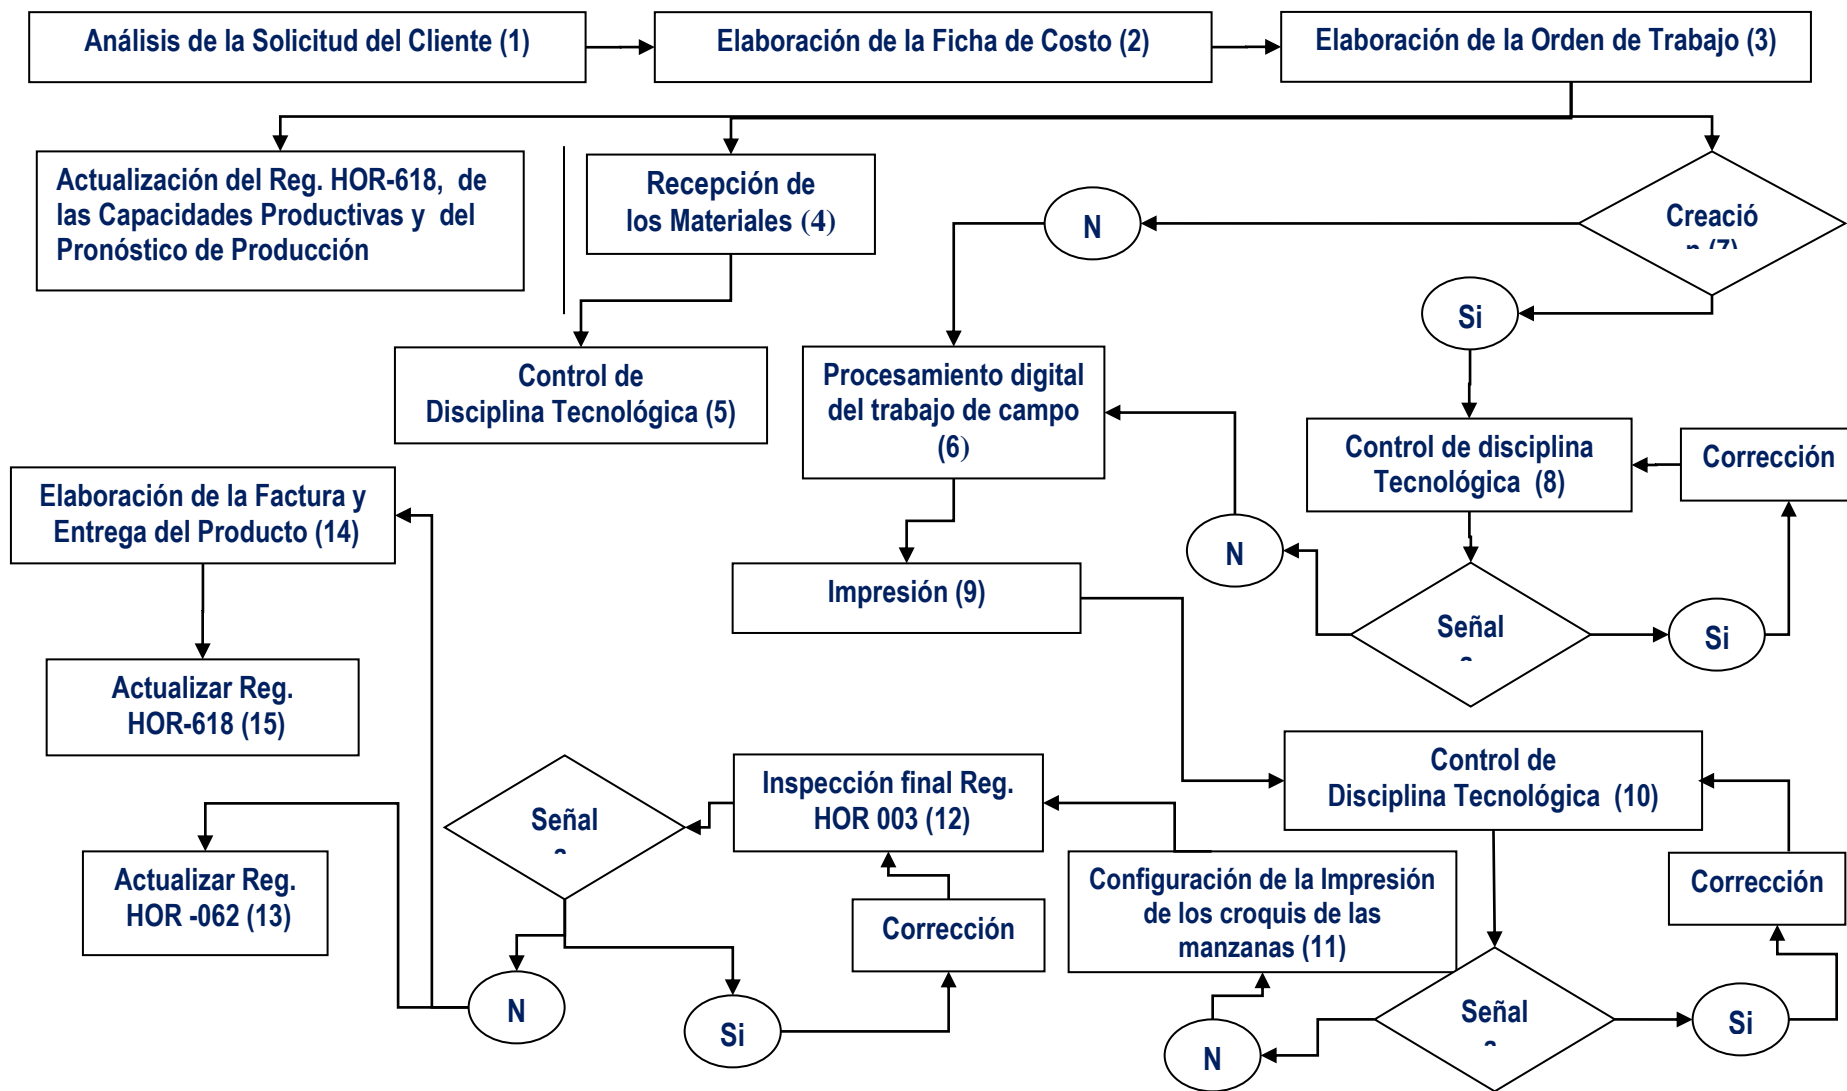 Análisis de la Solicitud del Cliente (1)
Elaboración de la Ficha de Costo (2)
Elaboración de la Orden de Trabajo (3)
Actualización del Reg. HOR-618, de
las Capacidades Productivas y del
Pronóstico de Producción
Recepción de
los Materiales (4)
N
Creació
n (7)
Si
Control de
Disciplina Tecnológica (5)
Procesamiento digital
del trabajo de campo
(6)
Control de disciplina
Tecnológica (8)
Corrección
Elaboración de la Factura y
Entrega del Producto (14)
N
Impresión (9)
Señal
Si
Actualizar Reg.
HOR-618 (15)
Control de
Disciplina Tecnológica (10)
Inspección final Reg.
HOR 003 (12)
Señal
Actualizar Reg.
HOR -062 (13)
Configuración de la Impresión
de los croquis de las
manzanas (11)
Corrección
Corrección
N
Si
Señal
Si
N